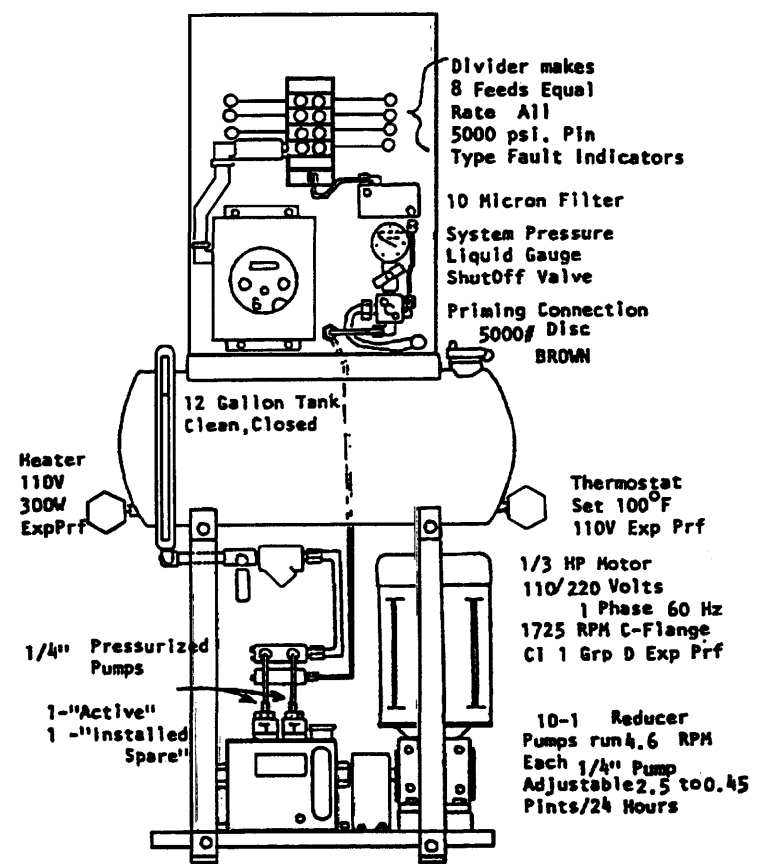 Divider makes
8 Feeds Equal
Rate All
5000 psi. Pin
Type Fault Indicators
10 Micron Filter
System Pressure
Liquid Gauge
ShutOff Valve
Priming Connection
5000# Disc
BROWN
12 Gallon Tank
Clean,Closed
Heater
110V
300W
ExpPrf
Thermostat
Set 100°F
110V Exp Prf
1/3 HP Motor
110/220 Volts
1 Phase 60 Hz
1725 RPM C-Flange
Cl 1 Grp D Exp Prf
1/4" Pressurized
Pumps
1-"Active"
1 -"Installed
Spare"
10-1 Reducer
Pumps run 4.6 RPM
Each 1/4" Pump
Adjustable 2.5 to 0.45
Pints/24 Hours